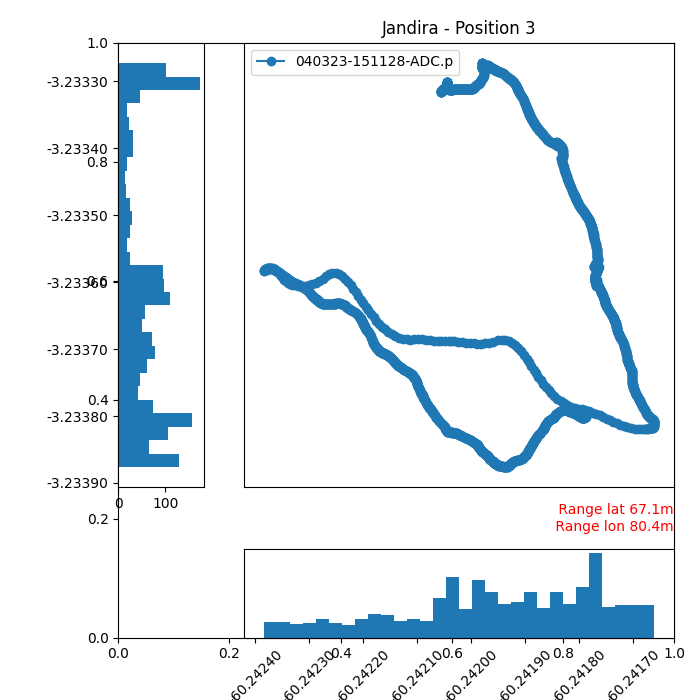 Jandira - Position 3
1.0
040323-151128-ADC.p
-3.23330
-3.23340
0.8
-3.23350
-3.23360
0.6
-3.23370
0.4
-3.23380
-3.23390
0 100
0.2
Range lat 67.1m
Range lon 80.4m
0.0
0.0 0.2 0.4 0.6 0.8 1.0
60.24240 60.24230 60.24220 60.24210 60.24200 60.24190 60.24180 60.24170